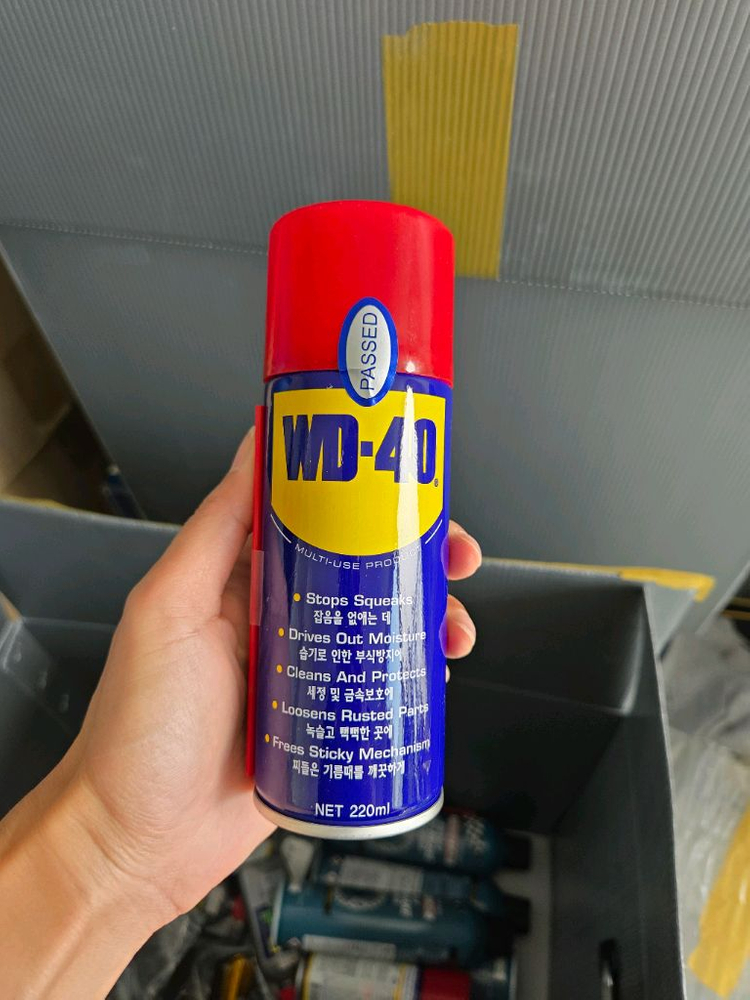 PASSED
WD-40
MULTI-USE PRODUCT
• Stops Squeaks
잡음을 없애는 데
• Drives Out Moisture
습기로 인한 부식방지에
• Cleans And Protects
세정 및 금속보호에
• Loosens Rusted Parts
녹슬고 빽빽한 곳에
• Frees Sticky Mechanism
찌들은 기름때를 깨끗하게
NET 220ml